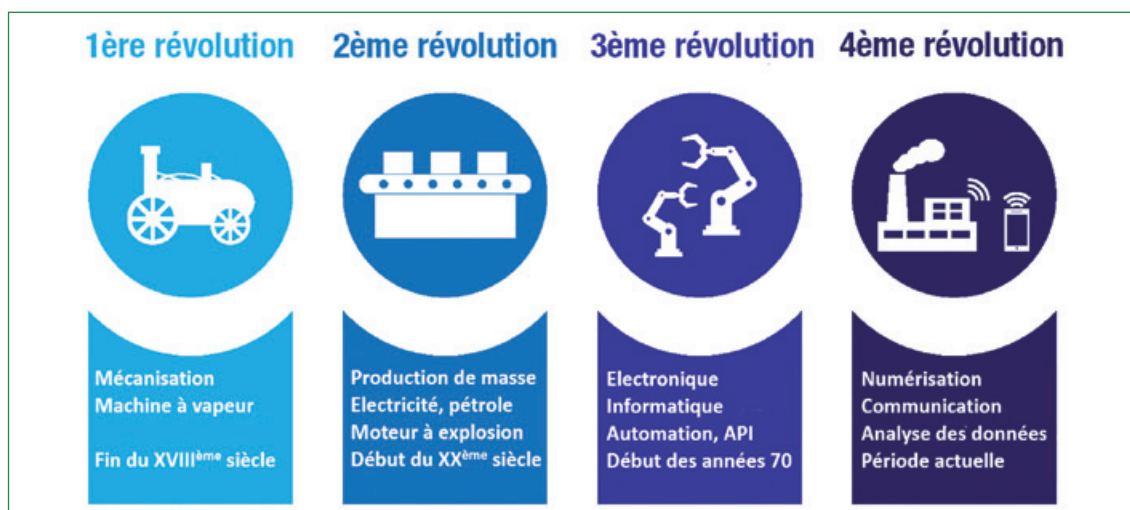 1ère révolution
2ème révolution
3ème révolution
4ème révolution
Mécanisation
Machine à vapeur
Fin du XVIIIème siècle
Production de masse
Electricité, pétrole
Moteur à explosion
Début du XXème siècle
Electronique
Informatique
Automation, API
Début des années 70
Numérisation
Communication
Analyse des données
Période actuelle